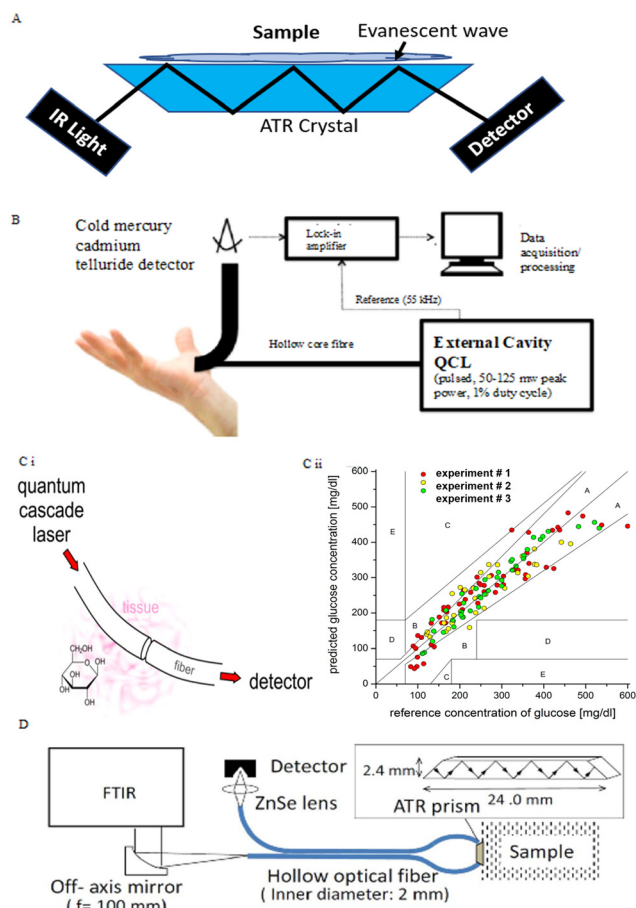 A
Sample
Evanescent wave
IR Light
ATR Crystal
Detector
B
Cold mercury
cadmium
telluride detector
Lock-in
amplifier
Data
acquisition/
processing
Reference (55 kHz)
Hollow core fibre
External Cavity
QCL
(pulsed, 50-125 mw peak
power, 1% duty cycle)
C i
quantum
cascade
laser
tissue
fiber
detector
CH₂OH
O
OH
OH
OH
OH
C ii
predicted glucose concentration [mg/dl]
600
500
400
300
200
100
0
experiment # 1
experiment # 2
experiment # 3
A
A
E
C
B
D
B
D
C
E
0 100 200 300 400 500 600
reference concentration of glucose [mg/dl]
D
FTIR
Off- axis mirror
( f= 100 mm)
Detector
ZnSe lens
Hollow optical fiber
( Inner diameter: 2 mm)
2.4 mm
24 .0 mm
ATR prism
Sample